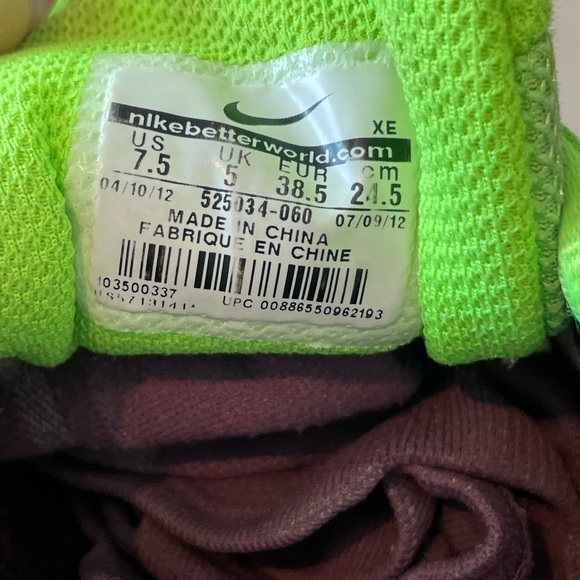 XE
nikebetterworld.com
US UK EUR cm
7.5 5 38.5 24.5
04/10/12 525034-060 07/09/12
MADE IN CHINA
FABRIQUE EN CHINE
103500337
UPC 00886550962193